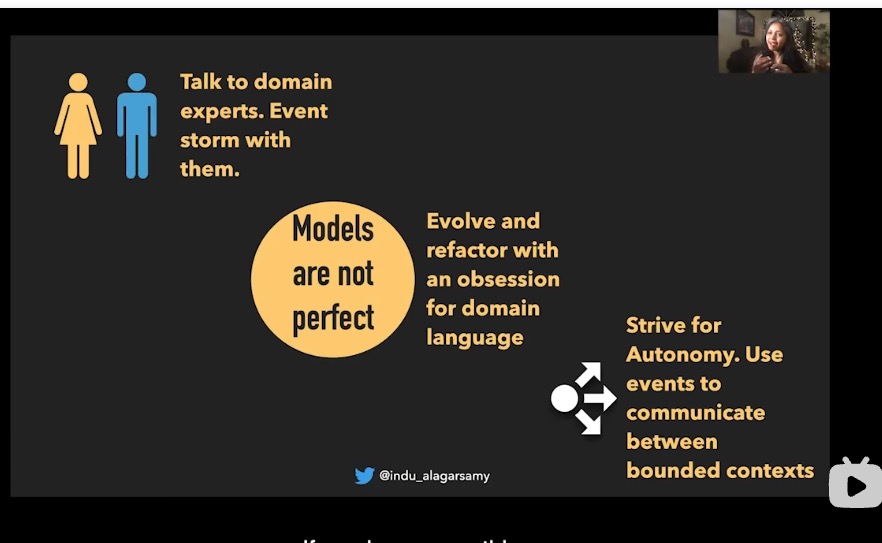 Talk to domain
experts. Event
storm with
them.
Models
are not
perfect
Evolve and
refactor with
an obsession
for domain
language
Strive for
Autonomy. Use
events to
communicate
between
bounded contexts
@indu_alagarsamy